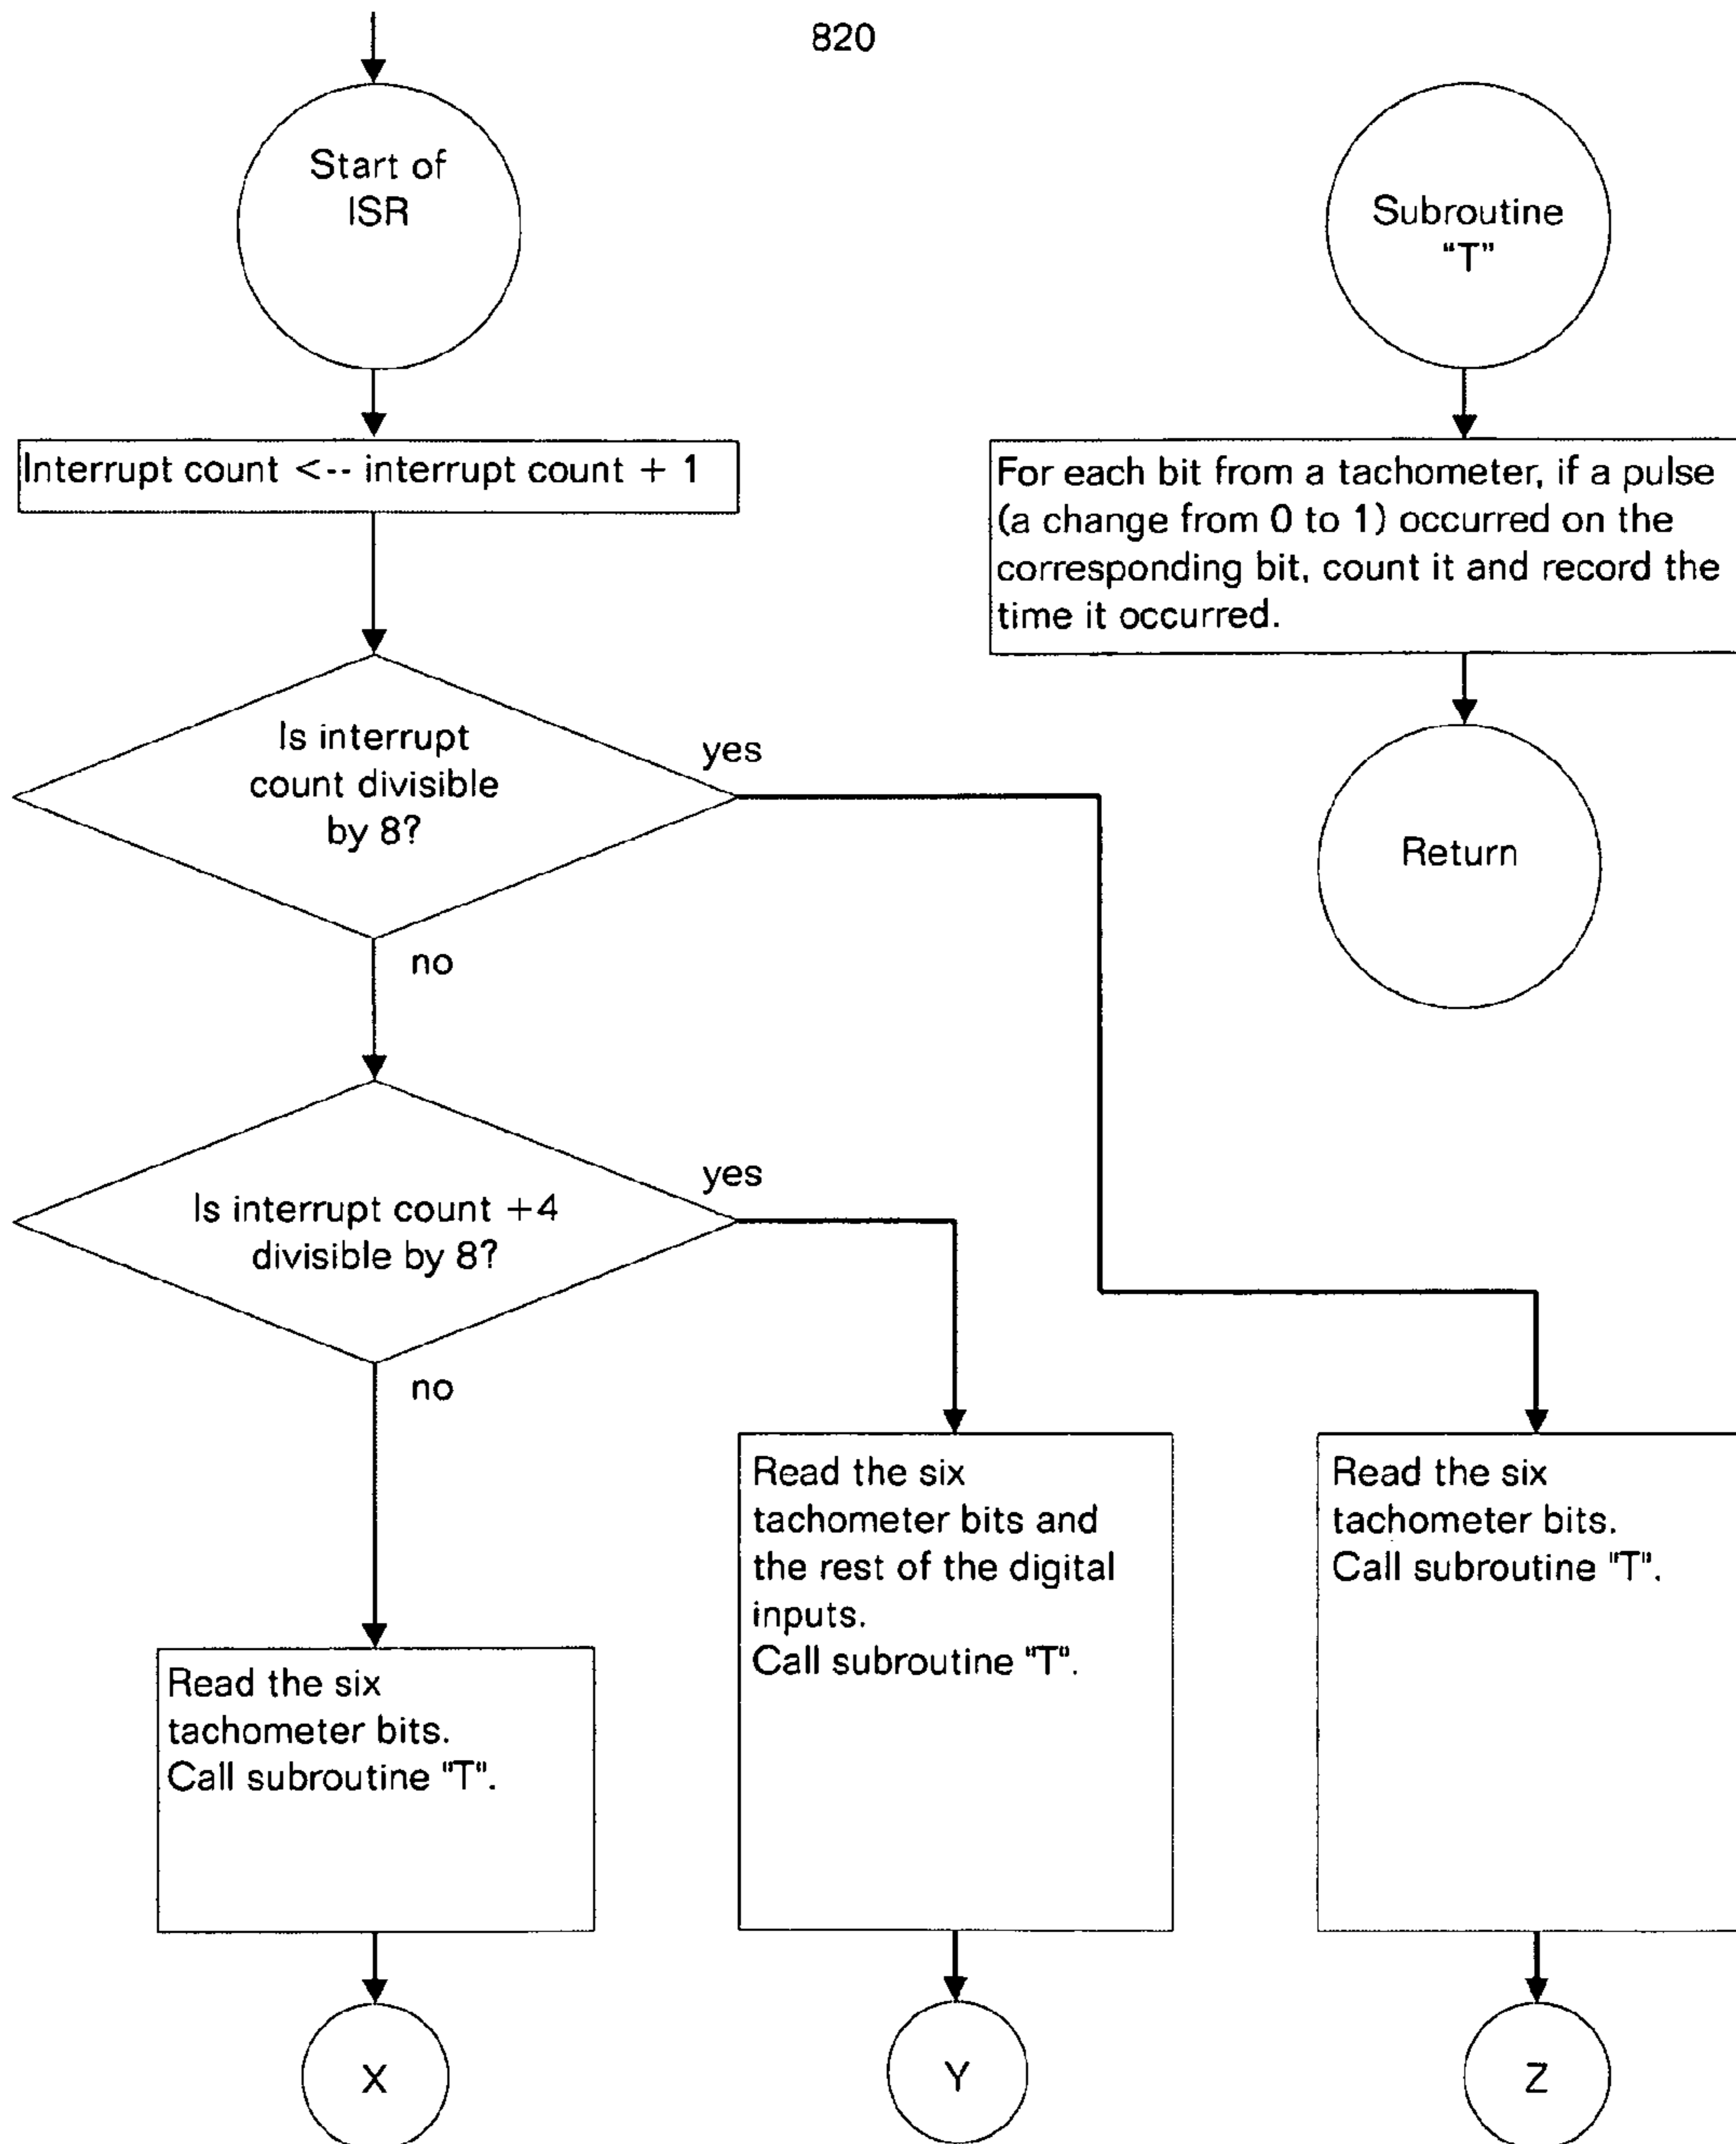 820
Start of
ISR
Subroutine
"T"
Interrupt count <-- interrupt count + 1
For each bit from a tachometer, if a pulse
(a change from 0 to 1) occurred on the
corresponding bit, count it and record the
time it occurred.
Is interrupt
count divisible
by 8?
yes
no
Return
Is interrupt count +4
divisible by 8?
yes
no
Read the six
tachometer bits.
Call subroutine "T".
Read the six
tachometer bits and
the rest of the digital
inputs.
Call subroutine "T".
Read the six
tachometer bits.
Call subroutine "T".
X
Y
Z